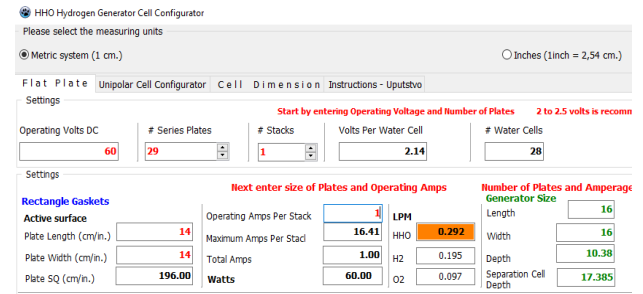 HHO Hydrogen Generator Cell Configurator
Please select the measuring units
Metric system (1 cm.) Inches (1inch = 2,54 cm.)
Flat Plate Unipolar Cell Configurator Cell Dimension Instructions - Uputstvo
Settings
Start by entering Operating Voltage and Number of Plates 2 to 2.5 volts is recomm
Operating Volts DC # Series Plates # Stacks Volts Per Water Cell # Water Cells
60 29 1 2.14 28
Settings
Next enter size of Plates and Operating Amps Number of Plates and Amperage
Rectangle Gaskets Generator Size
Active surface Operating Amps Per Stack 1 LPM Length 16
Plate Length (cm/in.) 14 Maximum Amps Per Stacl 16.41 HHO 0.292 Width 16
Plate Width (cm/in.) 14 Total Amps 1.00 H2 0.195 Depth 10.38
Plate SQ (cm/in.) 196.00 Watts 60.00 O2 0.097 Separation Cell Depth 17.385